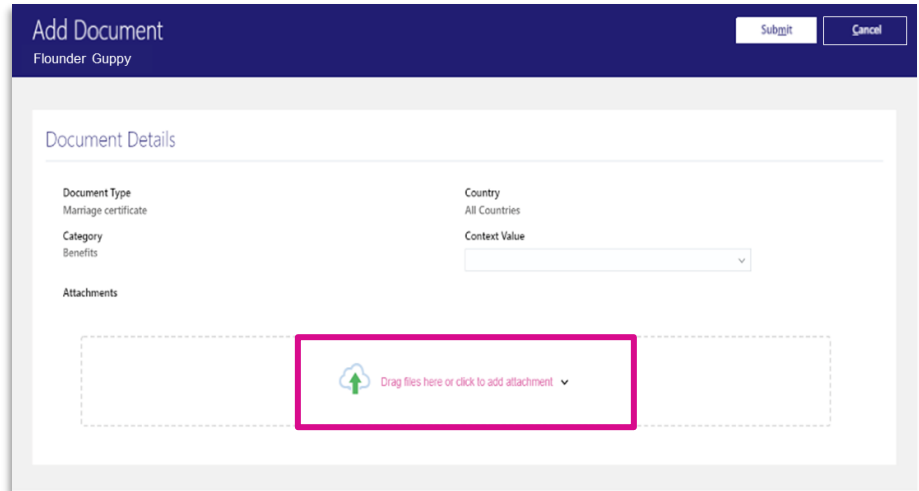 Add Document
Flounder Guppy
Submit
Cancel
Document Details
Document Type
Marriage certificate
Country
All Countries
Category
Benefits
Context Value
Attachments
Drag files here or click to add attachment